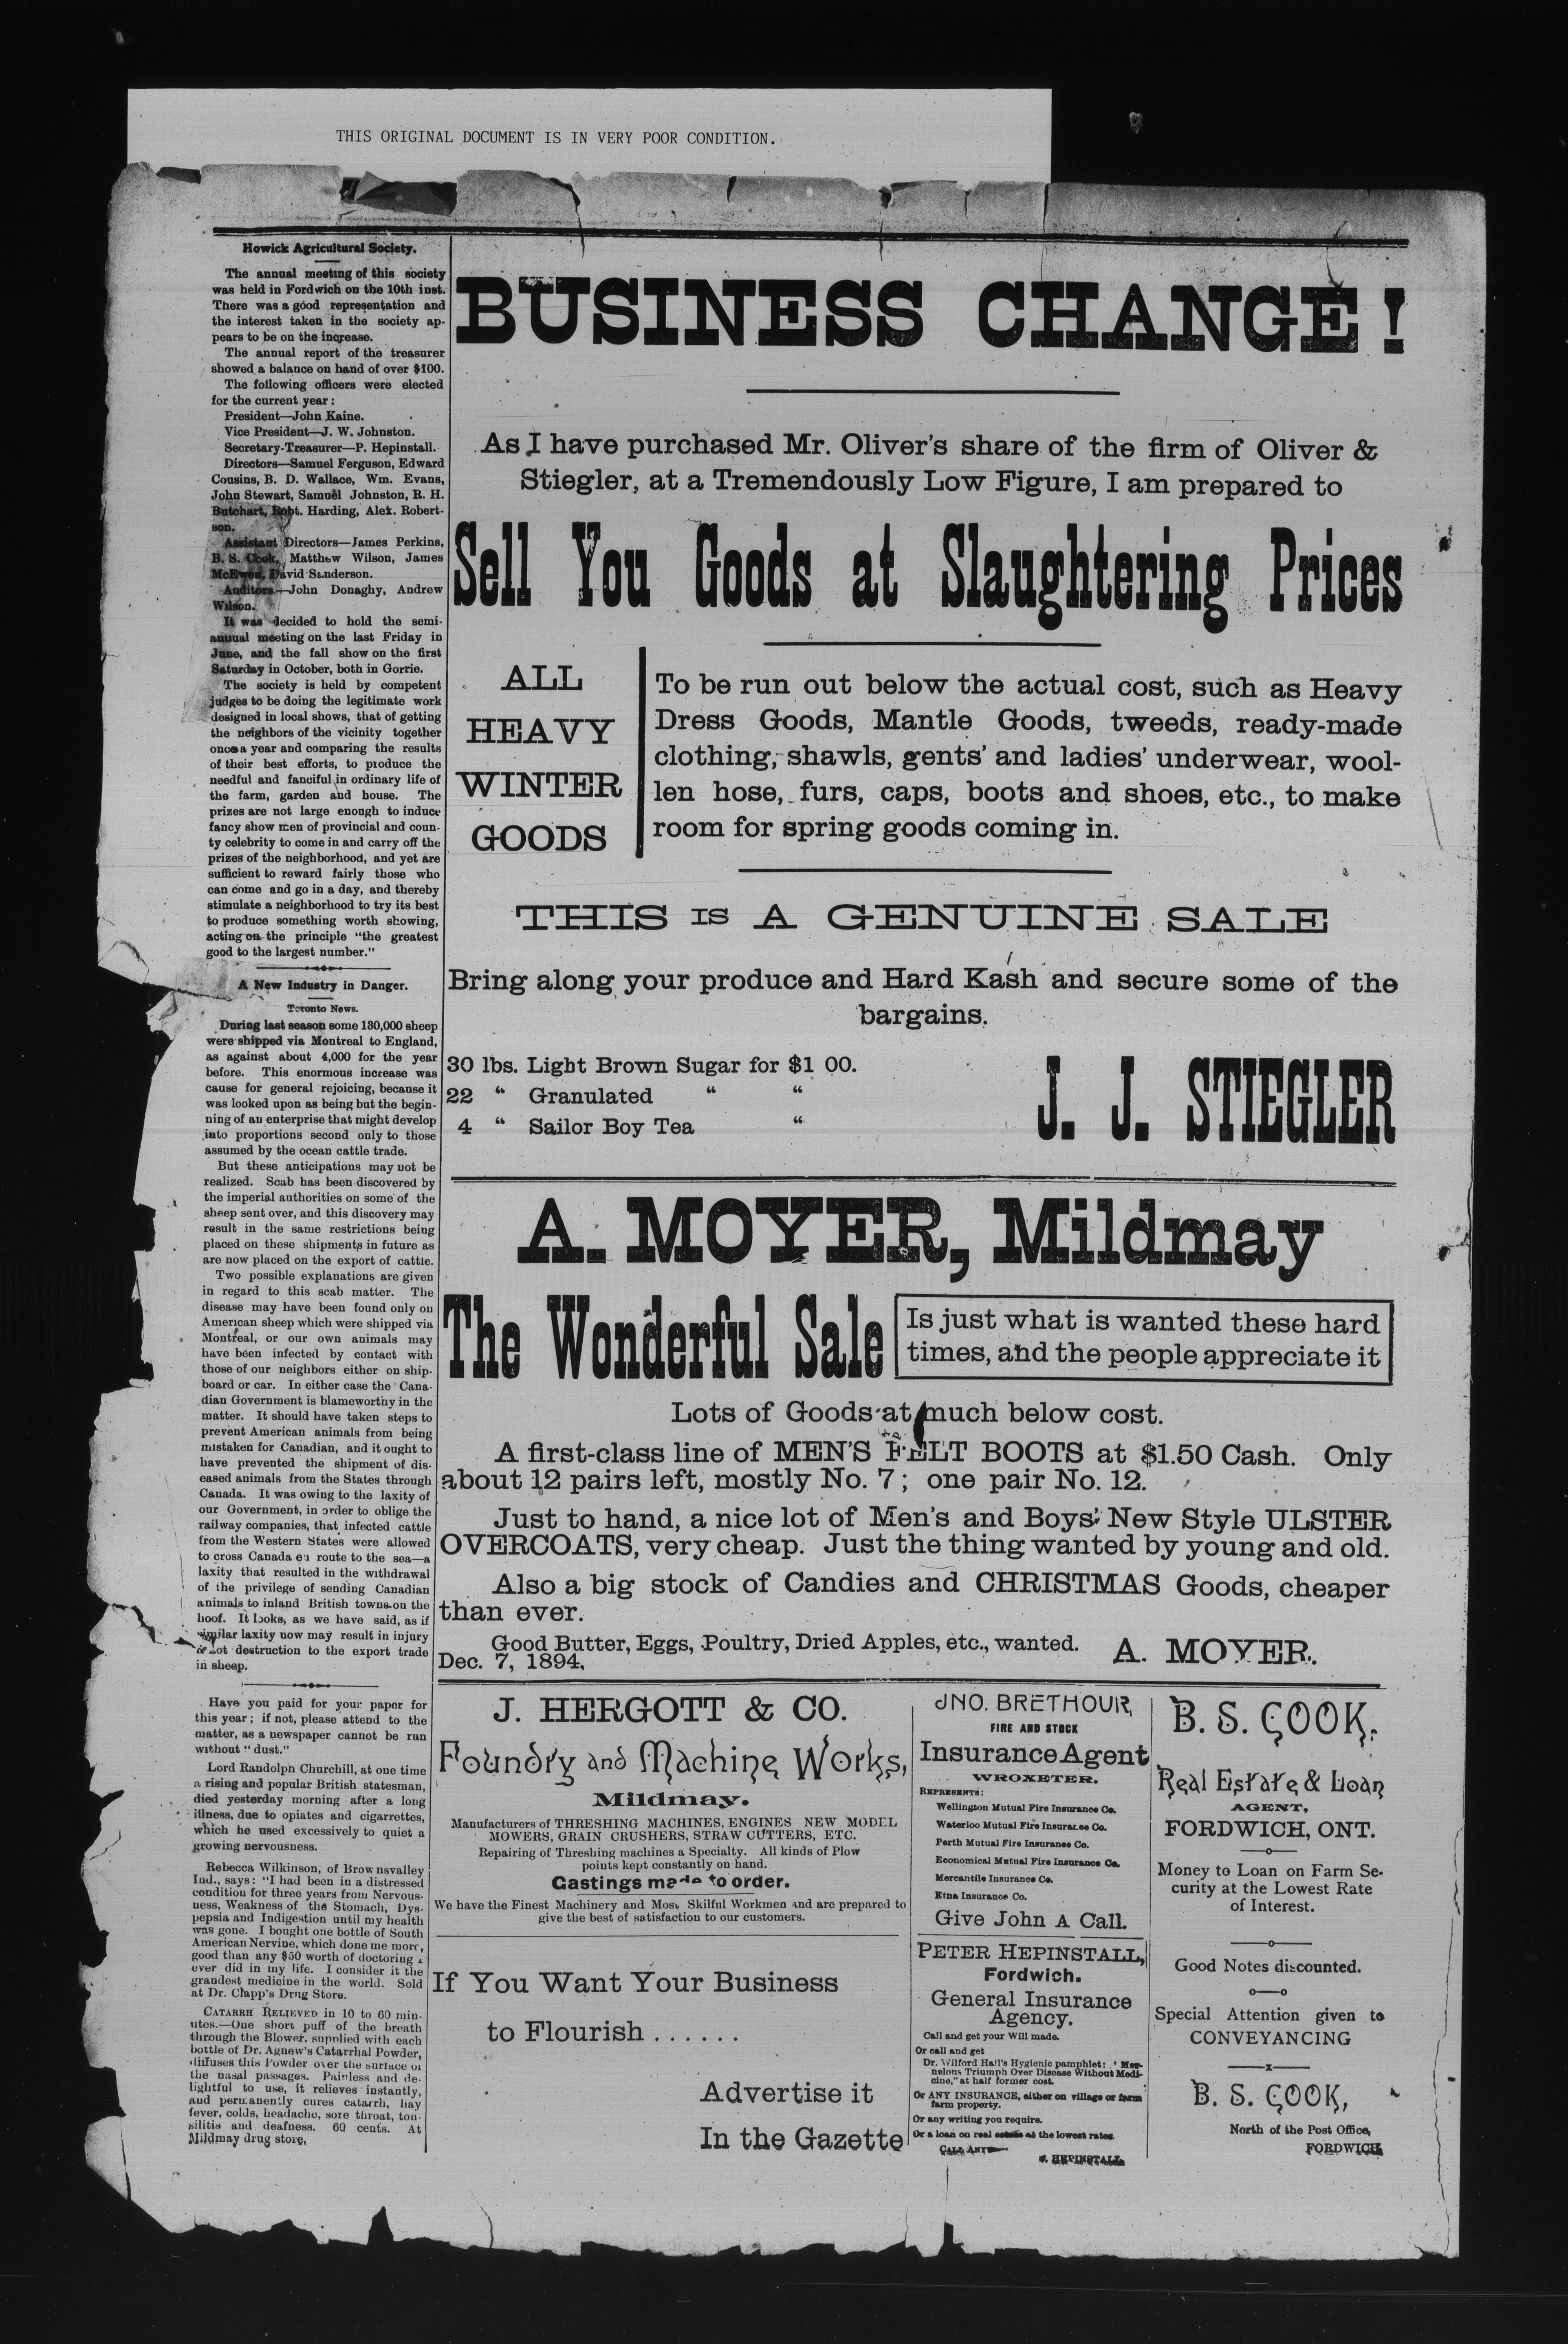 THIS ORIGINAL DOCUMENT IS IN VERY POOR CONDITION.
Howick Agricultural Society.
The annual meeting of this society
was held in Fordwich on the 10th inst.
There was a good representation and
the interest taken in the society ap-
pears to be on the increase.
The annual report of the treasurer
showed a balance on hand of over $100.
The following officers were elected
for the current year :
President—John Kaine.
Vice President—J. W. Johnston.
Secretary-Treasurer—P. Hepinstall.
Directors—Samuel Ferguson, Edward
Cousins, B. D. Wallace, Wm. Evans,
John Stewart, Samuel Johnston, R. H.
Butchart, Robt. Harding, Alex. Robert-
son.
Assistant Directors—James Perkins,
B. S. Cook, Matthew Wilson, James
McEwen, David Sanderson.
Auditors—John Donaghy, Andrew
Wilson.
It was decided to hold the semi-
annual meeting on the last Friday in
June, and the fall show on the first
Saturday in October, both in Gorrie.
The society is held by competent
judges to be doing the legitimate work
designed in local shows, that of getting
the neighbors of the vicinity together
once a year and comparing the results
of their best efforts, to produce the
needful and fanciful in ordinary life of
the farm, garden and house. The
prizes are not large enough to induce
fancy show men of provincial and coun-
ty celebrity to come in and carry off the
prizes of the neighborhood, and yet are
sufficient to reward fairly those who
can come and go in a day, and thereby
stimulate a neighborhood to try its best
to produce something worth showing,
acting on the principle "the greatest
good to the largest number."
A New Industry in Danger.
Toronto News.
During last season some 180,000 sheep
were shipped via Montreal to England,
as against about 4,000 for the year
before. This enormous increase was
cause for general rejoicing, because it
was looked upon as being but the begin-
ning of an enterprise that might develop
into proportions second only to those
assumed by the ocean cattle trade.
But these anticipations may not be
realized. Scab has been discovered by
the imperial authorities on some of the
sheep sent over, and this discovery may
result in the same restrictions being
placed on these shipments in future as
are now placed on the export of cattle.
Two possible explanations are given
in regard to this scab matter. The
disease may have been found only on
American sheep which were shipped via
Montreal, or our own animals may
have been infected by contact with
those of our neighbors either on ship-
board or car. In either case the Cana-
dian Government is blameworthy in the
matter. It should have taken steps to
prevent American animals from being
mistaken for Canadian, and it ought to
have prevented the shipment of dis-
eased animals from the States through
Canada. It was owing to the laxity of
our Government, in order to oblige the
railway companies, that infected cattle
from the Western States were allowed
to cross Canada en route to the sea—a
laxity that resulted in the withdrawal
of the privilege of sending Canadian
animals to inland British towns on the
hoof. It looks, as we have said, as if
similar laxity now may result in injury
if not destruction to the export trade
in sheep.
Have you paid for your paper for
this year ; if not, please attend to the
matter, as a newspaper cannot be run
without " dust."
Lord Randolph Churchill, at one time
a rising and popular British statesman,
died yesterday morning after a long
illness, due to opiates and cigarrettes,
which he used excessively to quiet a
growing nervousness.
Rebecca Wilkinson, of Brownsvalley
Ind., says : "I had been in a distressed
condition for three years from Nervous-
ness, Weakness of the Stomach, Dys-
pepsia and Indigestion until my health
was gone. I bought one bottle of South
American Nervine, which done me more,
good than any $50 worth of doctoring I
ever did in my life. I consider it the
grandest medicine in the world. Sold
at Dr. Clapp's Drug Store.
CATARRH RELIEVED in 10 to 60 min-
utes.—One short puff of the breath
through the Blower, supplied with each
bottle of Dr. Agnew's Catarrhal Powder,
diffuses this Powder over the surface of
the nasal passages. Painless and de-
lightful to use, it relieves instantly,
and permanently cures catarrh, hay
fever, colds, headache, sore throat, ton-
silitis and deafness. 60 cents. At
Mildmay drug store,
BUSINESS CHANGE !
As I have purchased Mr. Oliver's share of the firm of Oliver &
Stiegler, at a Tremendously Low Figure, I am prepared to
Sell You Goods at Slaughtering Prices
ALL
HEAVY
WINTER
GOODS
To be run out below the actual cost, such as Heavy
Dress Goods, Mantle Goods, tweeds, ready-made
clothing, shawls, gents' and ladies' underwear, wool-
len hose, furs, caps, boots and shoes, etc., to make
room for spring goods coming in.
THIS IS A GENUINE SALE
Bring along your produce and Hard Kash and secure some of the
bargains.
30 lbs. Light Brown Sugar for $1 00.
22 " Granulated " "
4 " Sailor Boy Tea "
J. J. STIEGLER
A. MOYER, Mildmay
The Wonderful Sale
Is just what is wanted these hard
times, and the people appreciate it
Lots of Goods at much below cost.
A first-class line of MEN'S FELT BOOTS at $1.50 Cash. Only
about 12 pairs left, mostly No. 7 ; one pair No. 12.
Just to hand, a nice lot of Men's and Boys' New Style ULSTER
OVERCOATS, very cheap. Just the thing wanted by young and old.
Also a big stock of Candies and CHRISTMAS Goods, cheaper
than ever.
Good Butter, Eggs, Poultry, Dried Apples, etc., wanted.
Dec. 7, 1894.
A. MOYER.
J. HERGOTT & CO.
Foundry and Machine Works,
Mildmay.
Manufacturers of THRESHING MACHINES, ENGINES NEW MODEL
MOWERS, GRAIN CRUSHERS, STRAW CUTTERS, ETC.
Repairing of Threshing machines a Specialty. All kinds of Plow
points kept constantly on hand.
Castings made to order.
We have the Finest Machinery and Most Skilful Workmen and are prepared to
give the best of satisfaction to our customers.
If You Want Your Business
to Flourish . . . . . .
Advertise it
In the Gazette
JNO. BRETHOUR,
FIRE AND STOCK
Insurance Agent
WROXETER.
REPRESENTS:
Wellington Mutual Fire Insurance Co.
Waterloo Mutual Fire Insurance Co.
Perth Mutual Fire Insurance Co.
Economical Mutual Fire Insurance Co.
Mercantile Insurance Co.
Etna Insurance Co.
Give John A Call.
PETER HEPINSTALL,
Fordwich.
General Insurance
Agency.
Call and get your Will made.
Or call and get
Dr. Wilford Hall's Hygienic pamphlet:
nelons Triumph Over Disease Without Medi-
cine," at half former cost.
Or ANY INSURANCE, either on village or farm
farm property.
Or any writing you require.
Or a loan on real estate at the lowest rates.
CALL
HEPINSTALL
B. S. COOK,
Real Estate & Loan
AGENT,
FORDWICH, ONT.
Money to Loan on Farm Se-
curity at the Lowest Rate
of Interest.
Good Notes discounted.
Special Attention given to
CONVEYANCING
B. S. COOK,
North of the Post Office,
FORDWICH